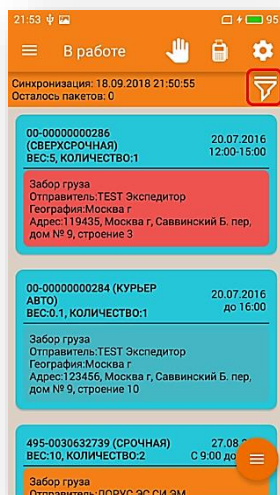 21:53 95
В работе
Синхронизация: 18.09.2018 21:50:55
Осталось пакетов: 0
00-00000000286 20.07.2016
(СВЕРХСРОЧНАЯ) 12:00-15:00
ВЕС:5, КОЛИЧЕСТВО:1
Забор груза
Отправитель:TEST Экспедитор
География:Москва г
Адрес:119435, Москва г, Саввинский Б. пер,
дом № 9, строение 3
00-00000000284 (КУРЬЕР 20.07.2016
АВТО) до 16:00
ВЕС:0.1, КОЛИЧЕСТВО:1
Забор груза
Отправитель:TEST Экспедитор
География:Москва г
Адрес:123456, Москва г, Саввинский Б. пер,
дом № 9, строение 10
495-0030632739 (СРОЧНАЯ) 27.08
ВЕС:10, КОЛИЧЕСТВО:2 С 9:00 до
Забор груза